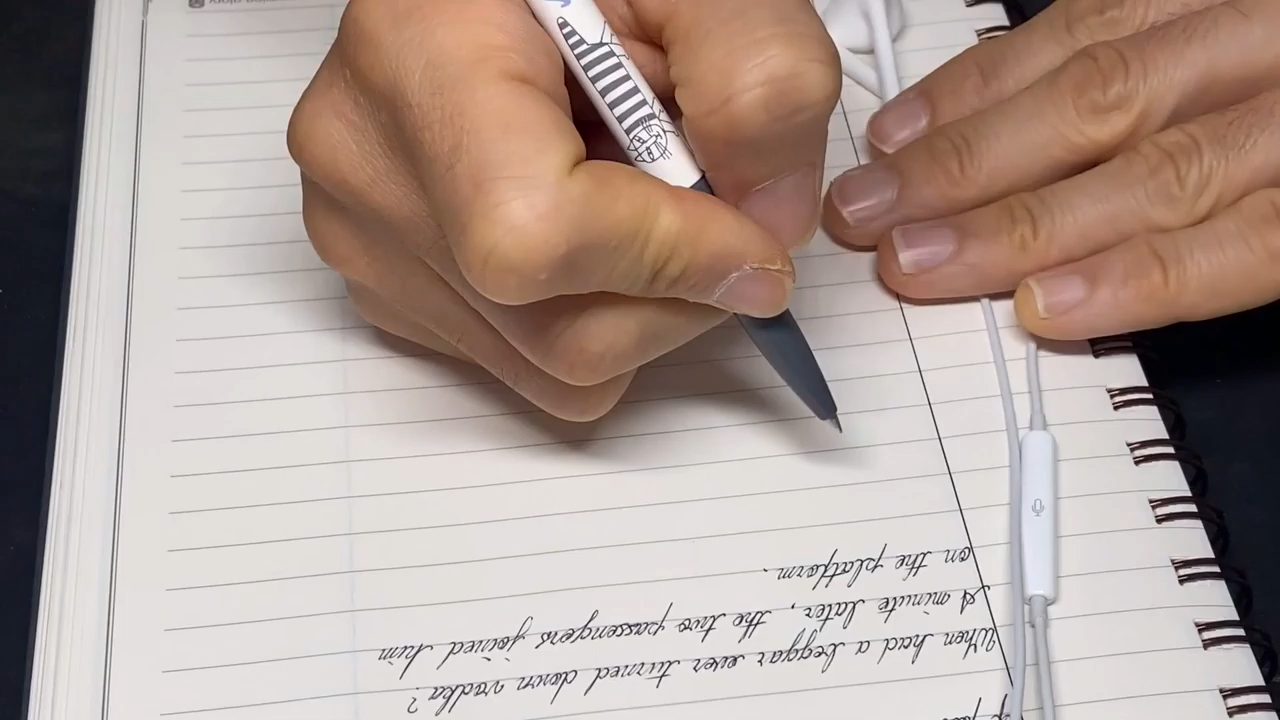 When had a beggar ever turned down vodka?
A minute later, the two passengers joined him
on the platform.